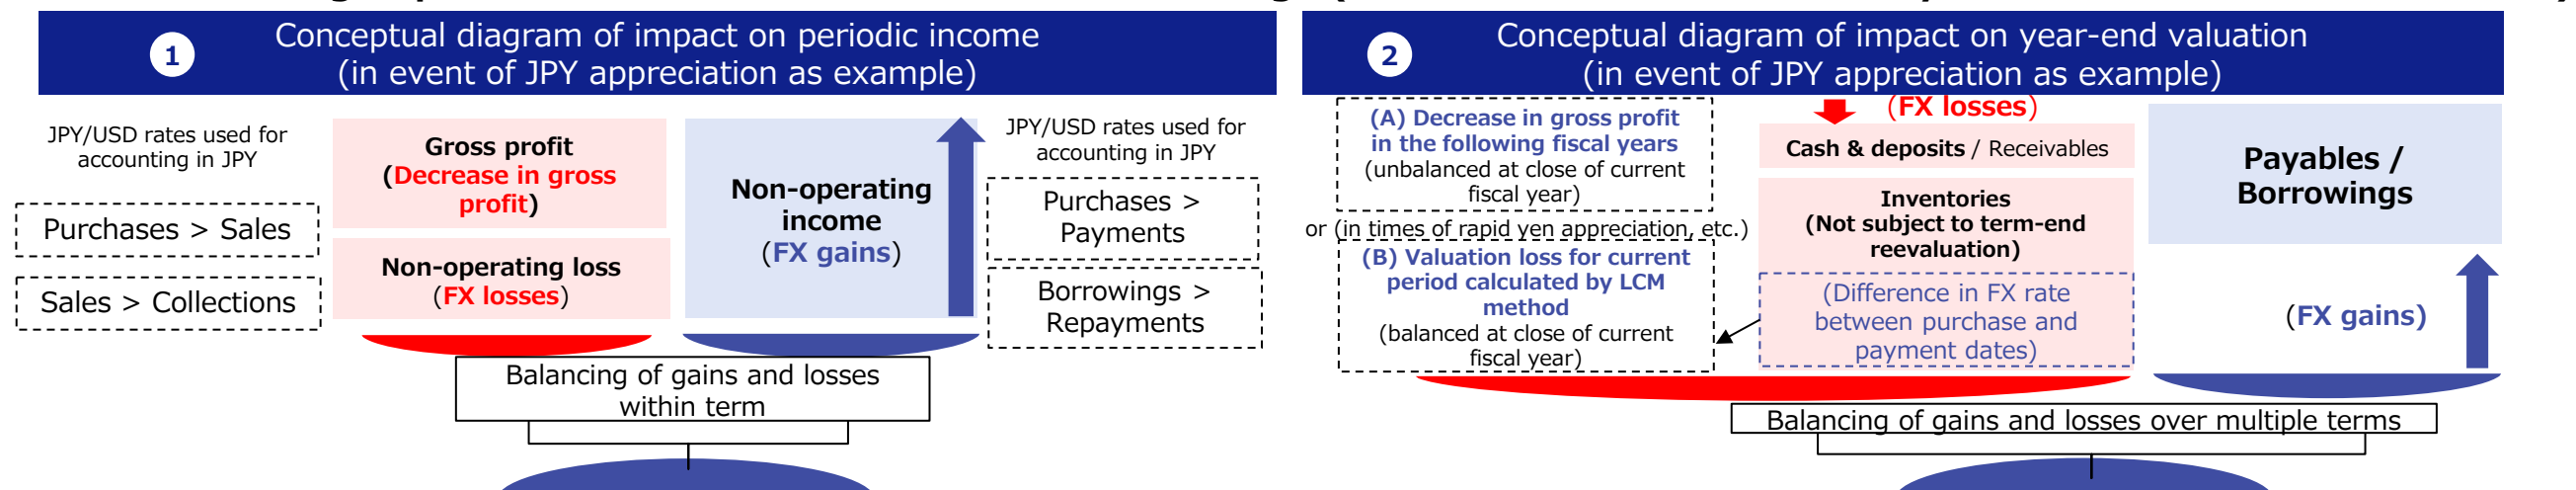 1
Conceptual diagram of impact on periodic income
(in event of JPY appreciation as example)
JPY/USD rates used for
accounting in JPY
Purchases > Sales
Sales > Collections
Gross profit
(Decrease in gross
profit)
Non-operating loss
(FX losses)
Non-operating
income
(FX gains)
JPY/USD rates used for
accounting in JPY
Purchases >
Payments
Borrowings >
Repayments
Balancing of gains and losses
within term
2
Conceptual diagram of impact on year-end valuation
(in event of JPY appreciation as example)
(A) Decrease in gross profit
in the following fiscal years
(unbalanced at close of current
fiscal year)
or (in times of rapid yen appreciation, etc.)
(B) Valuation loss for current
period calculated by LCM
method
(balanced at close of current
fiscal year)
(FX losses)
Cash & deposits / Receivables
Inventories
(Not subject to term-end
reevaluation)
(Difference in FX rate
between purchase and
payment dates)
Payables /
Borrowings
(FX gains)
Balancing of gains and losses over multiple terms